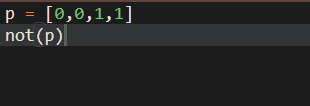 p = [0,0,1,1]
not(p)